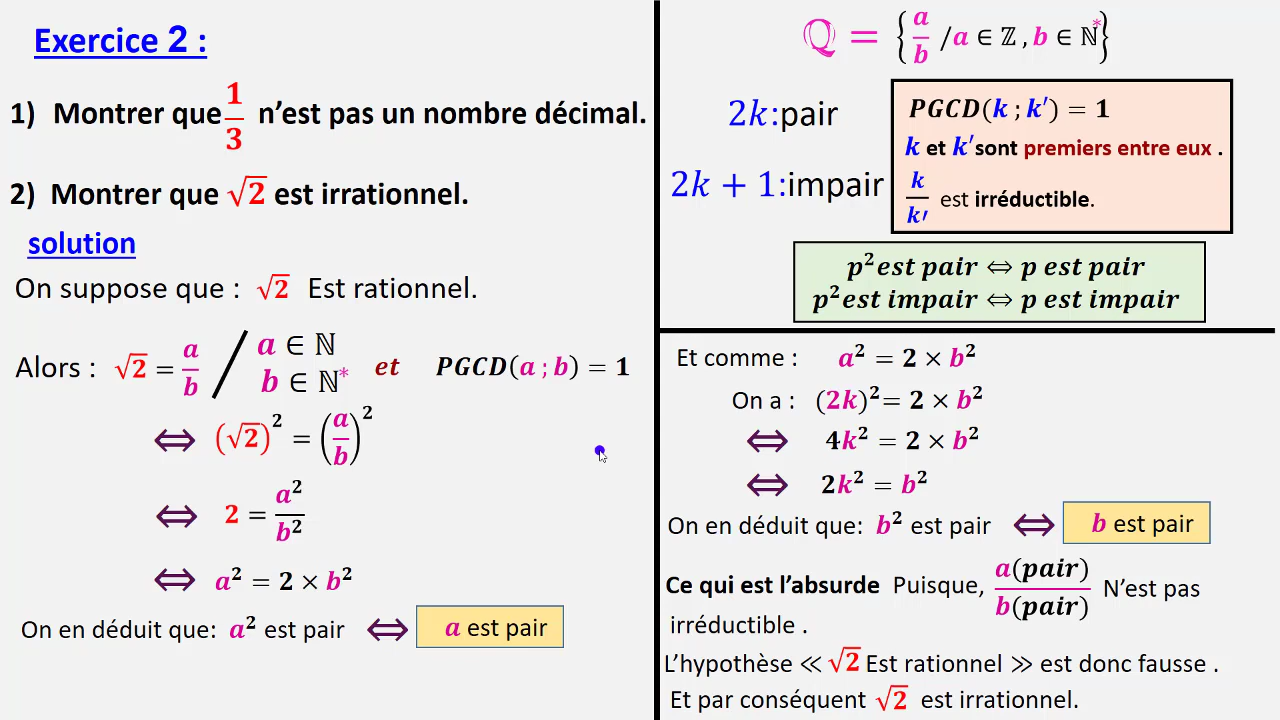 Exercice 2 :
1) Montrer que 1/3 n'est pas un nombre décimal.
2) Montrer que √2 est irrationnel.
solution
On suppose que : √2 Est rationnel.
Alors : √2 = a/b / a ∈ ℕ b ∈ ℕ* et PGCD(a ; b) = 1
⇔ (√2)² = (a/b)²
⇔ 2 = a²/b²
⇔ a² = 2 × b²
On en déduit que: a² est pair ⇔ a est pair
ℚ = {a/b /a ∈ ℤ , b ∈ ℕ*}
2k:pair
2k + 1:impair
PGCD(k ; k′) = 1
k et k′sont premiers entre eux .
k/k′ est irréductible.
p² est pair ⇔ p est pair
p² est impair ⇔ p est impair
Et comme : a² = 2 × b²
On a : (2k)² = 2 × b²
⇔ 4k² = 2 × b²
⇔ 2k² = b²
On en déduit que: b² est pair ⇔ b est pair
Ce qui est l'absurde Puisque, a(pair)/b(pair) N'est pas
irréductible .
L'hypothèse ≪ √2 Est rationnel ≫ est donc fausse .
Et par conséquent √2 est irrationnel.